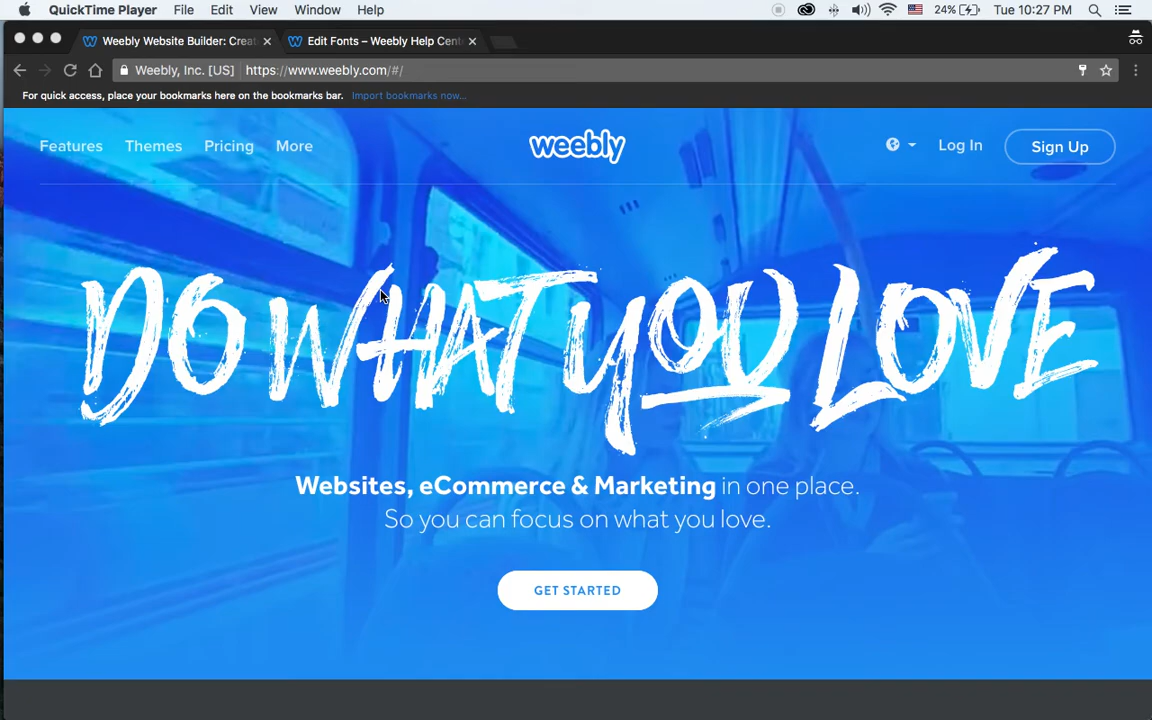 QuickTime Player File Edit View Window Help 24% Tue 10:27 PM
Weebly Website Builder: Creat Edit Fonts – Weebly Help Cent
Weebly, Inc. [US] https://www.weebly.com/#/
For quick access, place your bookmarks here on the bookmarks bar. Import bookmarks now...
Features Themes Pricing More weebly Log In Sign Up
DO WHAT YOU LOVE
Websites, eCommerce & Marketing in one place.
So you can focus on what you love.
GET STARTED